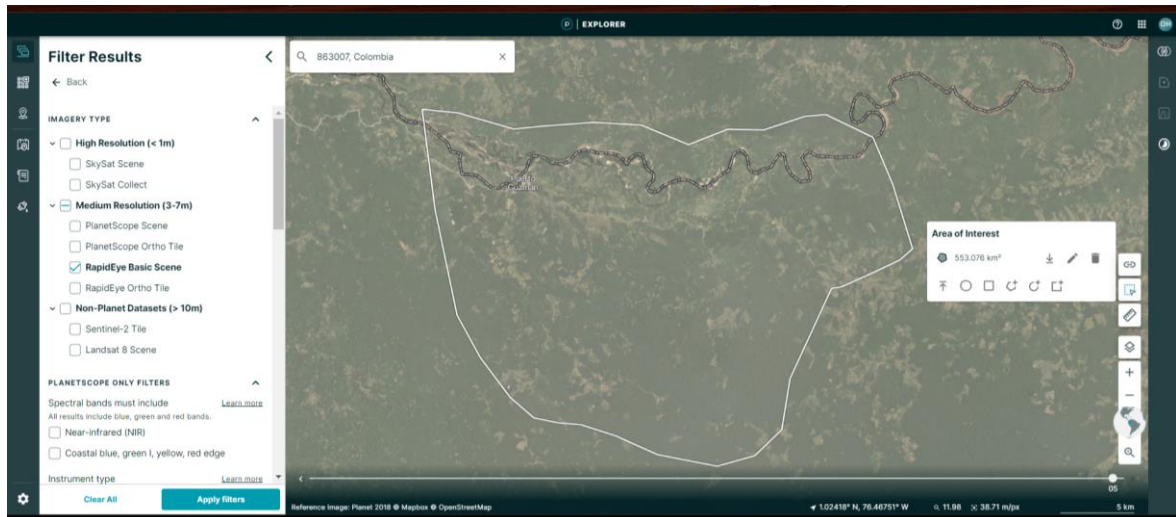 EXPLORER
DH
Filter Results
Back
863007, Colombia
IMAGERY TYPE
High Resolution (< 1m)
SkySat Scene
SkySat Collect
Medium Resolution (3-7m)
PlanetScope Scene
PlanetScope Ortho Tile
RapidEye Basic Scene
RapidEye Ortho Tile
Non-Planet Datasets (> 10m)
Sentinel-2 Tile
Landsat 8 Scene
PLANETSCOPE ONLY FILTERS
Spectral bands must include Learn more
All results include blue, green and red bands.
Near-infrared (NIR)
Coastal blue, green I, yellow, red edge
Instrument type Learn more
Clear All Apply filters
Puerto
Guzmán
Area of Interest
553.076 km²
05
Reference Image: Planet 2018 © Mapbox © OpenStreetMap
1.02418° N, 76.46751° W 11.98 38.71 m/px 5 km